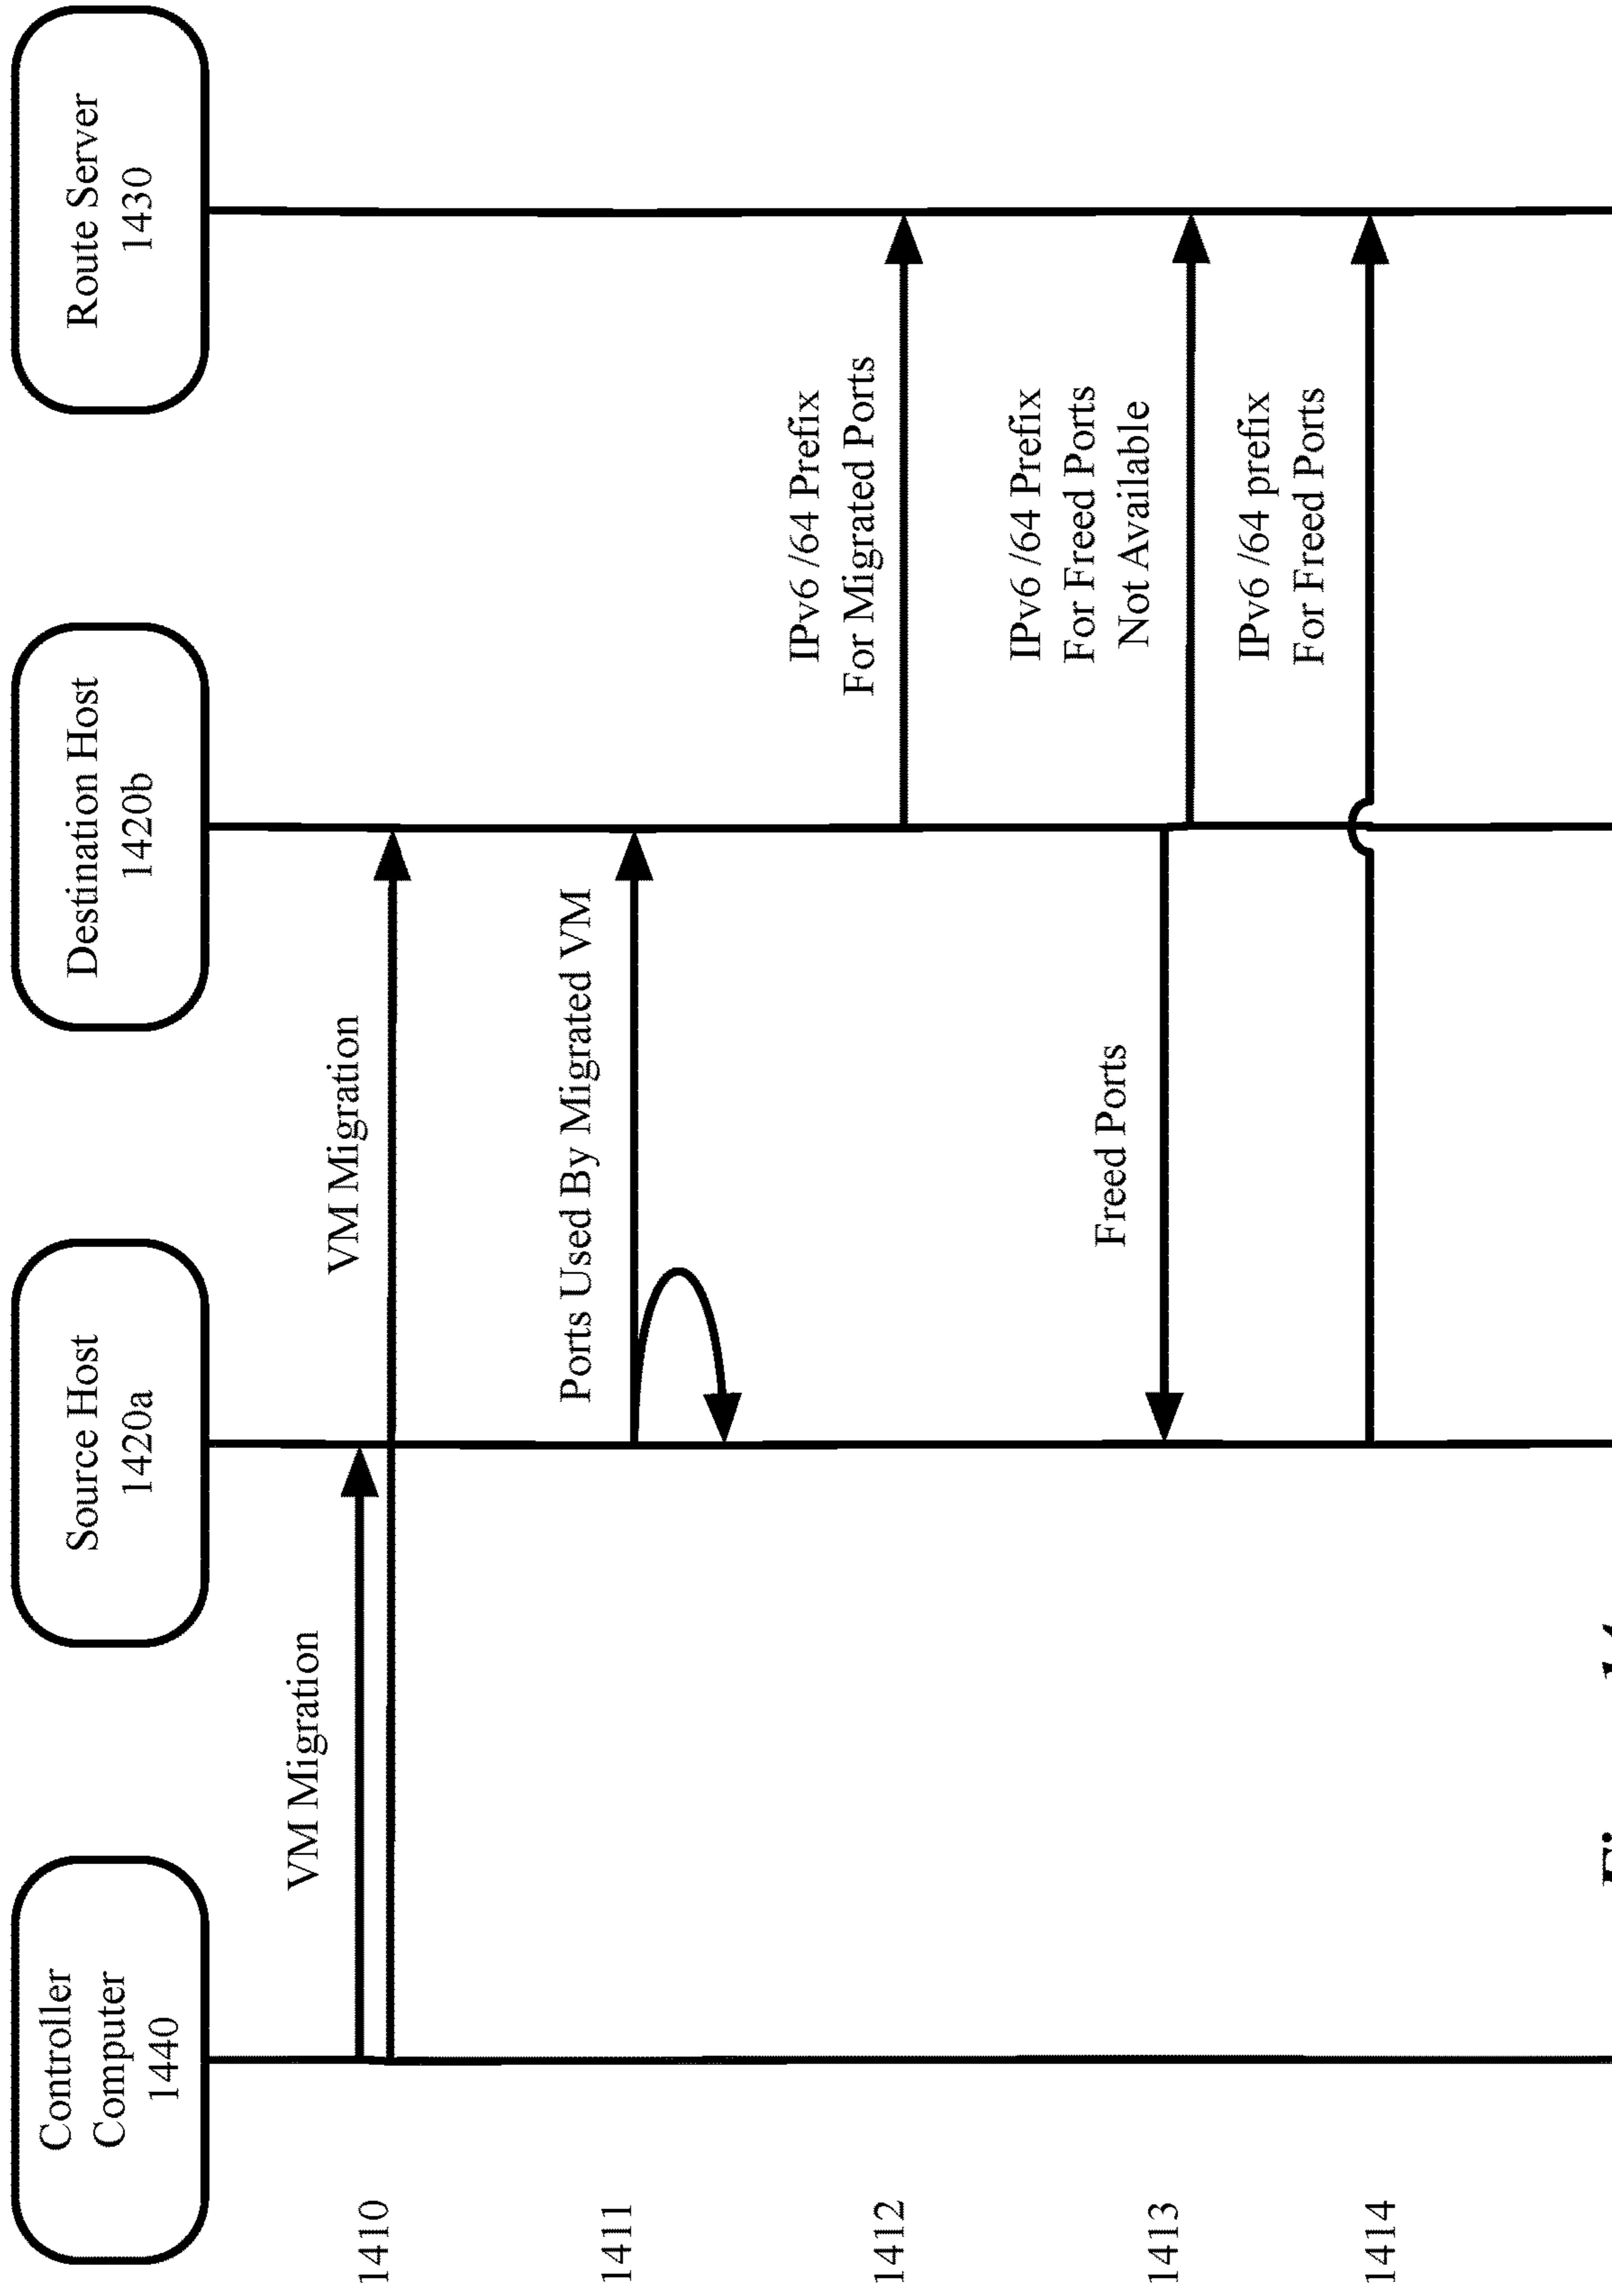 Controller
Computer
1440
Source Host
1420a
Destination Host
1420b
Route Server
1430
1410
VM Migration
VM Migration
1411
Ports Used By Migrated VM
1412
IPv6 /64 Prefix
For Migrated Ports
1413
Freed Ports
IPv6 /64 Prefix
For Freed Ports
Not Available
1414
IPv6 /64 prefix
For Freed Ports